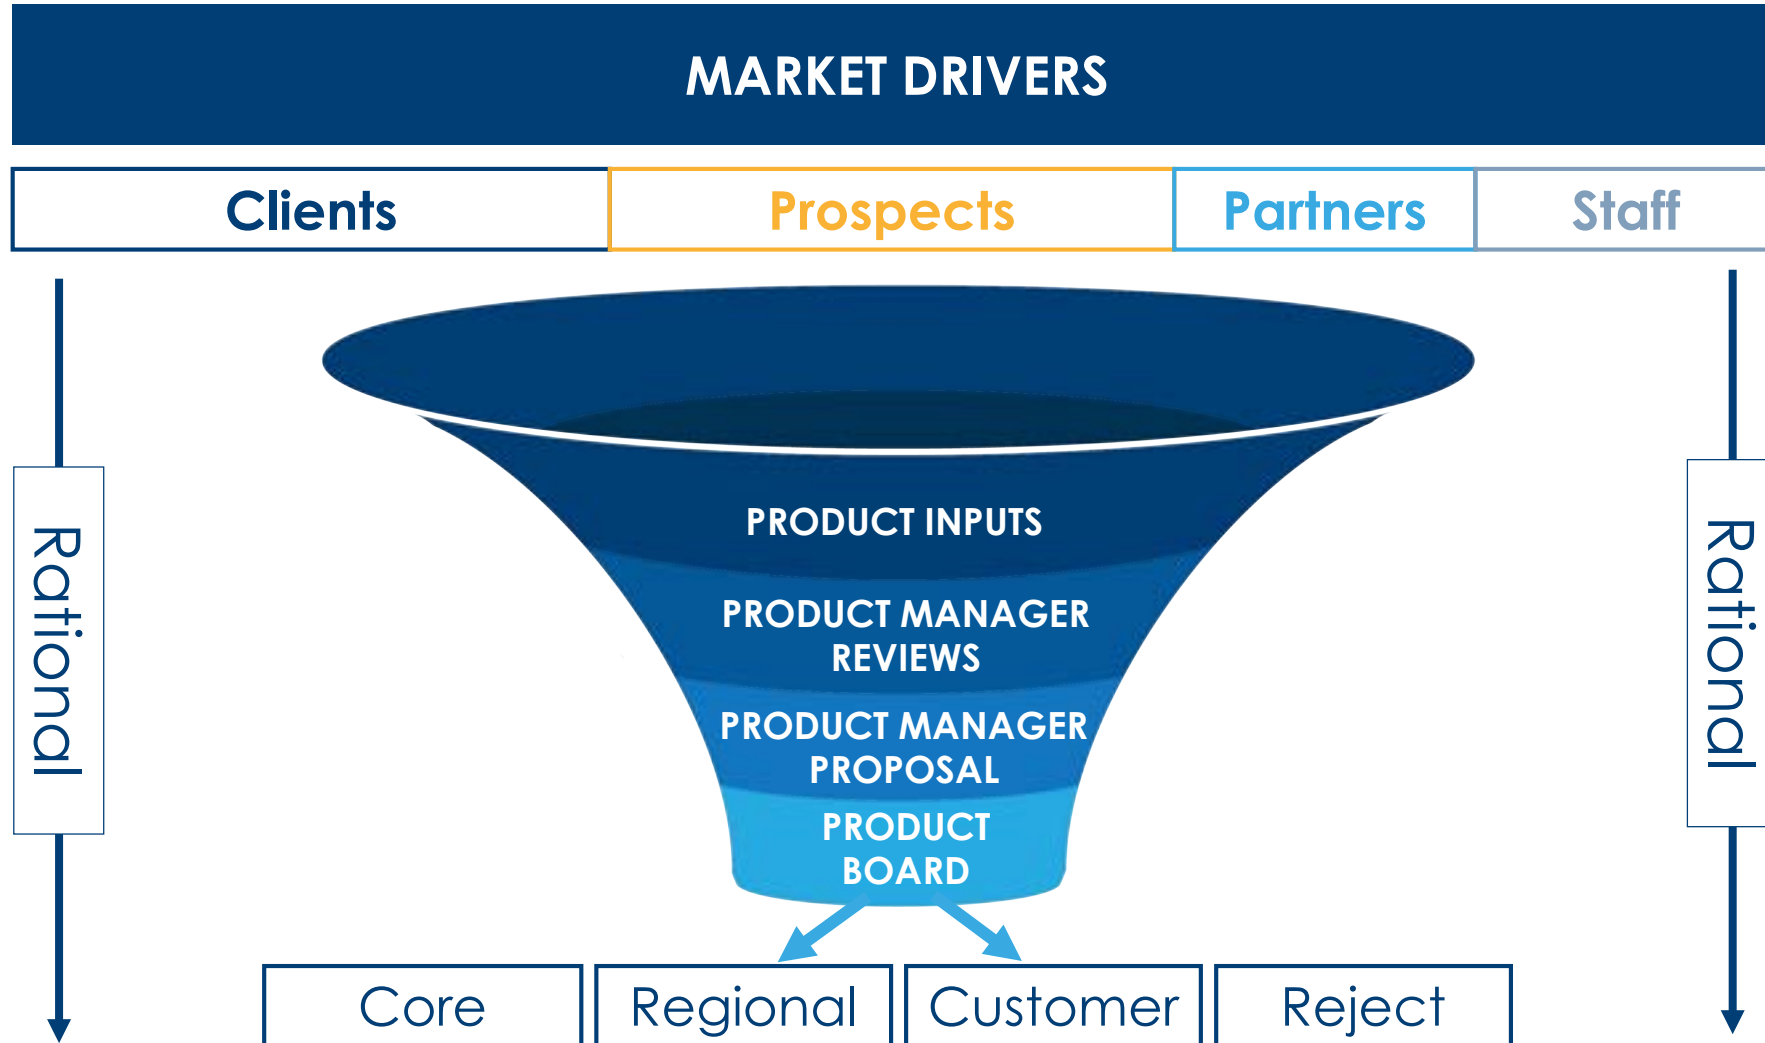 MARKET DRIVERS
Clients
Prospects
Partners
Staff
Rational
Rational
PRODUCT INPUTS
PRODUCT MANAGER
REVIEWS
PRODUCT MANAGER
PROPOSAL
PRODUCT
BOARD
Core
Regional
Customer
Reject